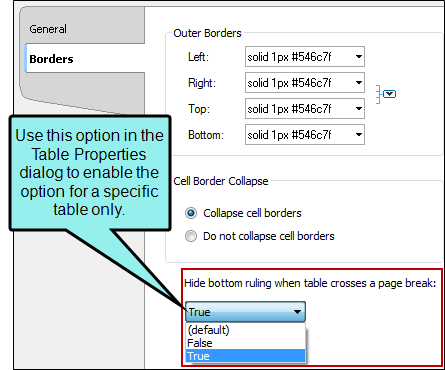 General
Borders
Outer Borders
Left: solid 1px #546c7f
Right: solid 1px #546c7f
Top: solid 1px #546c7f
Bottom: solid 1px #546c7f
Use this option in the
Table Properties
dialog to enable the
option for a specific
table only.
Cell Border Collapse
Collapse cell borders
Do not collapse cell borders
Hide bottom ruling when table crosses a page break:
True
(default)
False
True